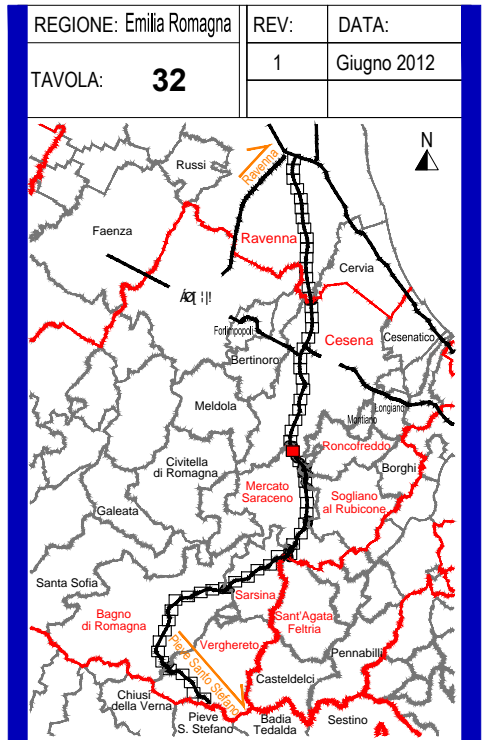 REGIONE: Emilia Romagna
REV:
DATA:
TAVOLA: 32
1
Giugno 2012
N
Russi
Ravenna
Faenza
Ravenna
Cervia
Forlimpopoli
Cesena
Cesenatico
Bertinoro
Meldola
Longiano
Montiano
Roncofreddo
Civitella
di Romagna
Borghi
Mercato
Saraceno
Sogliano
al Rubicone
Galeata
Santa Sofia
Sarsina
Bagno
di Romagna
Sant'Agata
Feltria
Verghereto
Pennabilli
Pieve Santo Stefano
Casteldelci
Chiusi
della Verna
Pieve
S. Stefano
Badia
Tedalda
Sestino